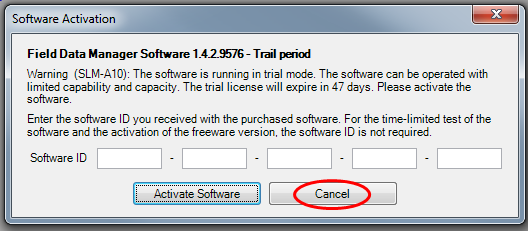 Software Activation
Field Data Manager Software 1.4.2.9576 - Trail period
Warning (SLM-A10): The software is running in trial mode. The software can be operated with
limited capability and capacity. The trial license will expire in 47 days. Please activate the
software.
Enter the software ID you received with the purchased software. For the time-limited test of the
software and the activation of the freeware version, the software ID is not required.
Software ID - - - -
Activate Software Cancel